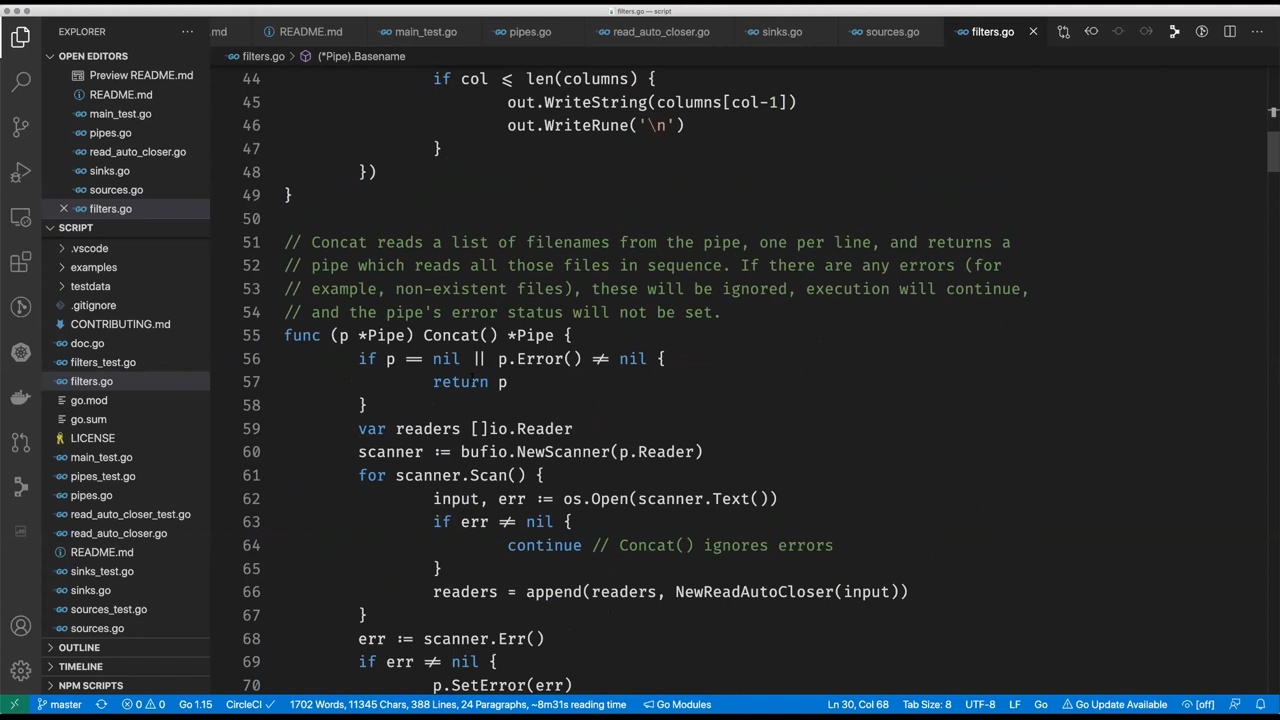 filters.go — script
EXPLORER
.md
README.md
main_test.go
pipes.go
read_auto_closer.go
sinks.go
sources.go
filters.go
OPEN EDITORS
Preview README.md
README.md
main_test.go
pipes.go
read_auto_closer.go
sinks.go
sources.go
filters.go
SCRIPT
.vscode
examples
testdata
.gitignore
CONTRIBUTING.md
doc.go
filters_test.go
filters.go
go.mod
go.sum
LICENSE
main_test.go
pipes_test.go
pipes.go
read_auto_closer_test.go
read_auto_closer.go
README.md
sinks_test.go
sinks.go
sources_test.go
sources.go
OUTLINE
TIMELINE
NPM SCRIPTS
filters.go > (*Pipe).Basename
44 if col <= len(columns) {
45 out.WriteString(columns[col-1])
46 out.WriteRune('\n')
47 }
48 })
49 }
50
51 // Concat reads a list of filenames from the pipe, one per line, and returns a
52 // pipe which reads all those files in sequence. If there are any errors (for
53 // example, non-existent files), these will be ignored, execution will continue,
54 // and the pipe's error status will not be set.
55 func (p *Pipe) Concat() *Pipe {
56 if p == nil || p.Error() != nil {
57 return p
58 }
59 var readers []io.Reader
60 scanner := bufio.NewScanner(p.Reader)
61 for scanner.Scan() {
62 input, err := os.Open(scanner.Text())
63 if err != nil {
64 continue // Concat() ignores errors
65 }
66 readers = append(readers, NewReadAutoCloser(input))
67 }
68 err := scanner.Err()
69 if err != nil {
70 p.SetError(err)
master 0 0 Go 1.15 CircleCI ✓ 1702 Words, 11345 Chars, 388 Lines, 24 Paragraphs, ~8m31s reading time Go Modules Ln 30, Col 68 Tab Size: 8 UTF-8 LF Go Go Update Available [off]